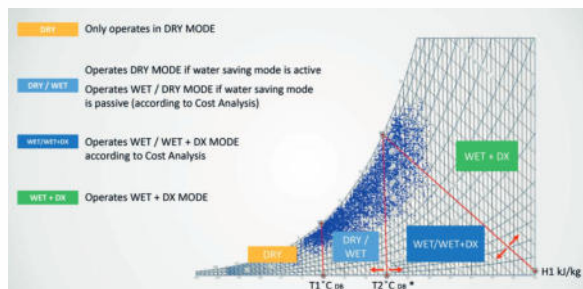 DRY
Only operates in DRY MODE
DRY / WET
Operates DRY MODE if water saving mode is active
Operates WET / DRY MODE if water saving mode
is passive (according to Cost Analysis)
WET/WET+DX
Operates WET / WET + DX MODE
according to Cost Analysis
WET + DX
Operates WET + DX MODE
WET + DX
DRY /
WET
WET/WET+DX
DRY
H1 kJ/kg
T1˚C DB
T2˚C DB *